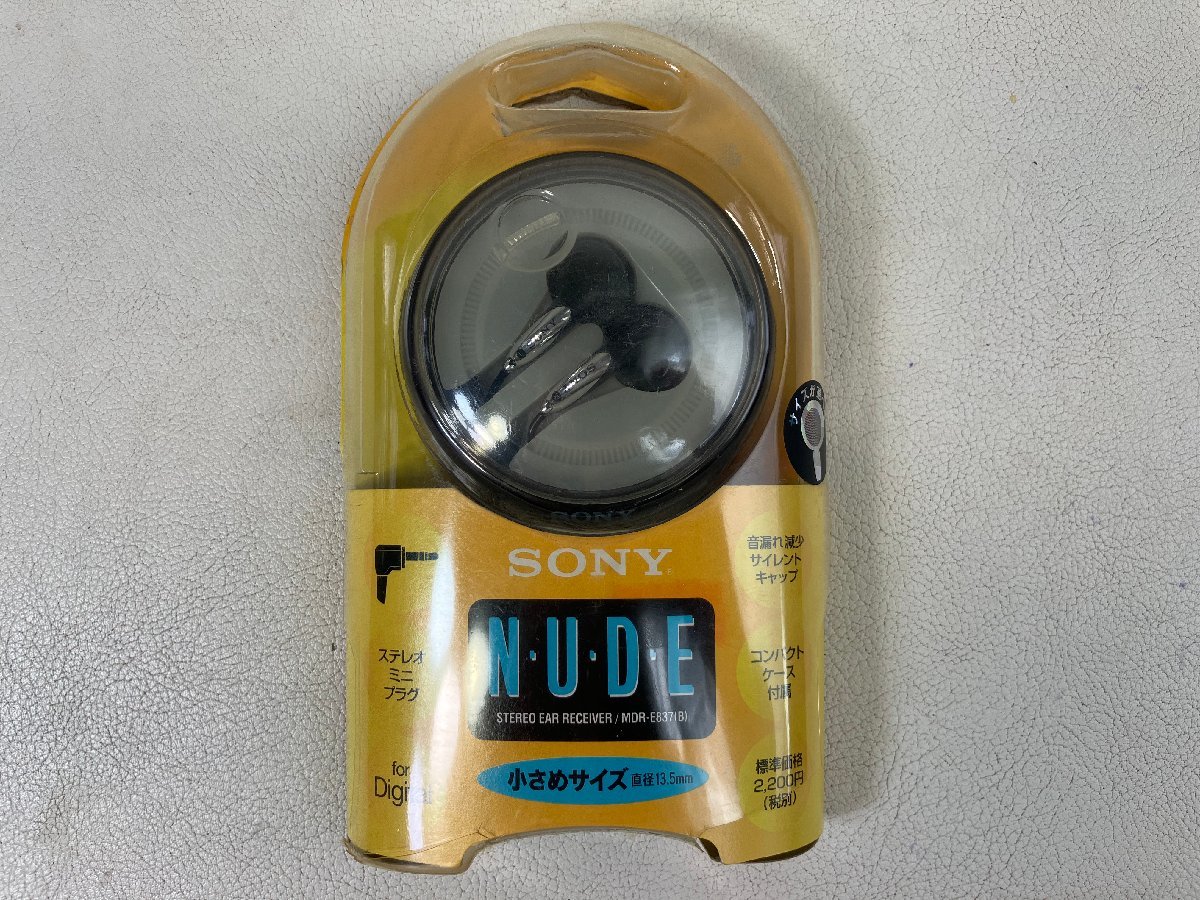 SONY
SONY
SONY
音漏れ減少
サイレント
キャップ
N・U・D・E
STEREO EAR RECEIVER / MDR-E837(B)
ステレオ
ミニ
プラグ
コンパクト
ケース
付属
for
Digital
小さめサイズ 直径13.5mm
標準価格
2,200円
(税別)